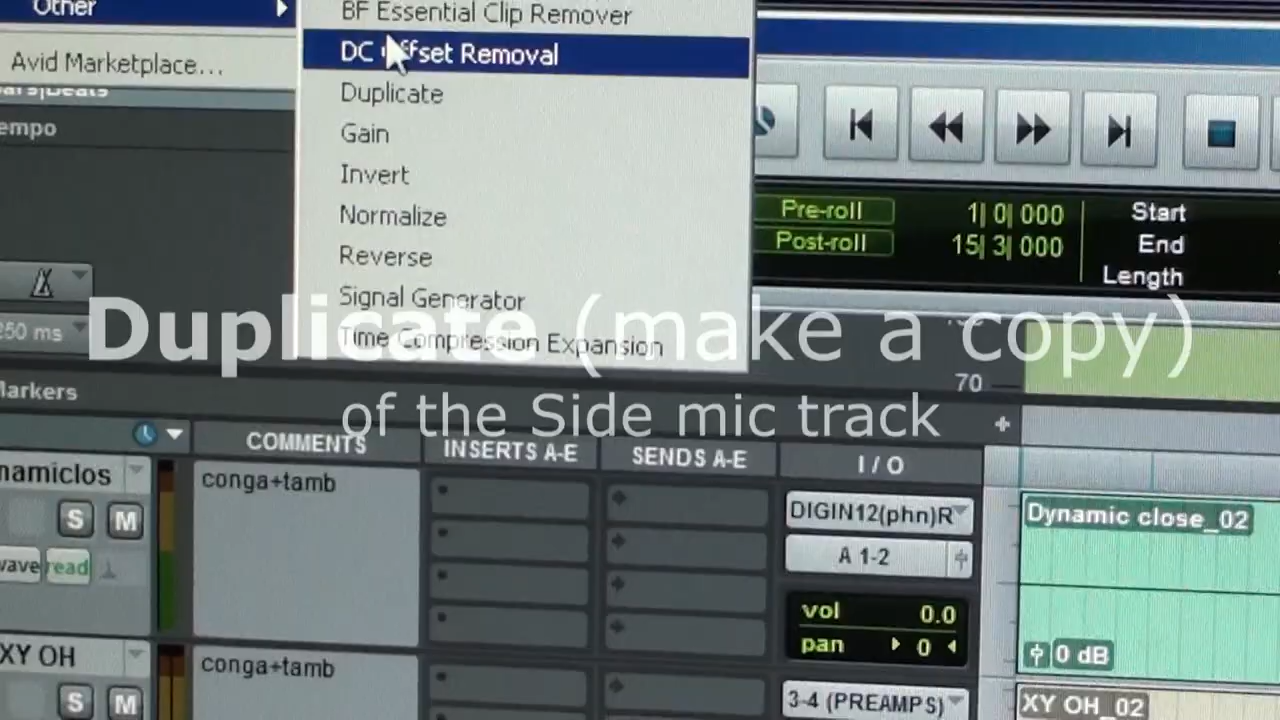 Other
BF Essential Clip Remover
Avid Marketplace...
DC Offset Removal
Duplicate
Gain
Invert
Normalize
Reverse
Signal Generator
Time Compression Expansion
Pre-roll 1| 0| 000 Start
Post-roll 15| 3| 000 End
Length
250 ms
Duplicate (make a copy)
of the Side mic track
70
COMMENTS INSERTS A-E SENDS A-E I / O
conga+tamb
S M
read
DIGIN12(phn)R
A 1-2
vol 0.0
pan 0
Dynamic close_02
0 dB
XY OH
conga+tamb
S M
3-4 (PREAMPS)
XY OH_02